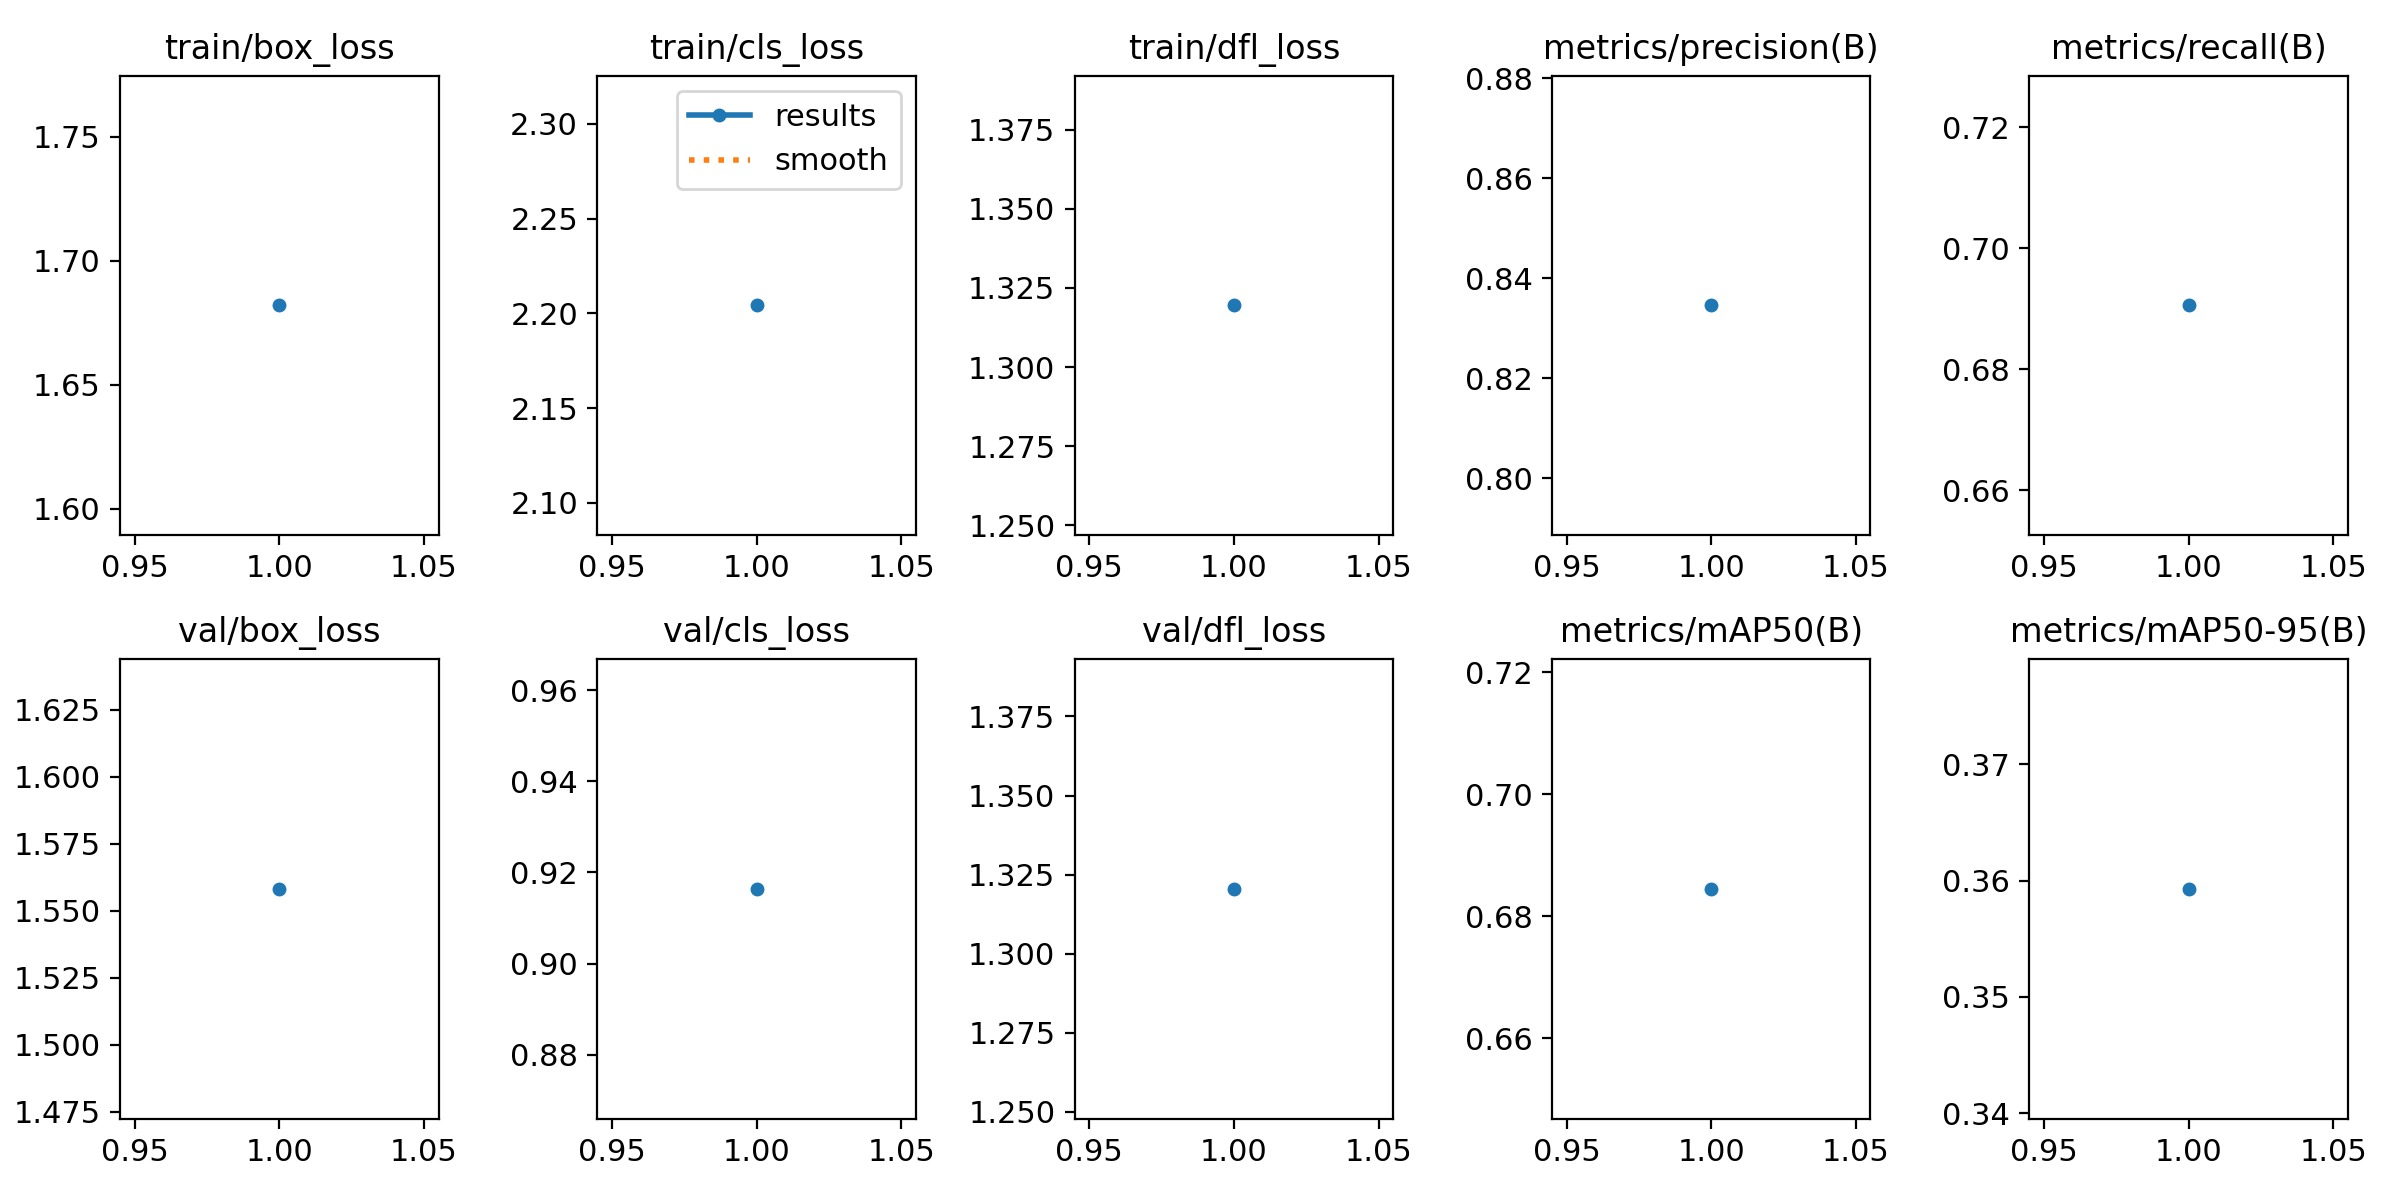 train/box_loss
1.75
1.70
1.65
1.60
0.95 1.00 1.05
train/cls_loss
results
smooth
2.30
2.25
2.20
2.15
2.10
0.95 1.00 1.05
train/dfl_loss
1.375
1.350
1.325
1.300
1.275
1.250
0.95 1.00 1.05
metrics/precision(B)
0.88
0.86
0.84
0.82
0.80
0.95 1.00 1.05
metrics/recall(B)
0.72
0.70
0.68
0.66
0.95 1.00 1.05
val/box_loss
1.625
1.600
1.575
1.550
1.525
1.500
1.475
0.95 1.00 1.05
val/cls_loss
0.96
0.94
0.92
0.90
0.88
0.95 1.00 1.05
val/dfl_loss
1.375
1.350
1.325
1.300
1.275
1.250
0.95 1.00 1.05
metrics/mAP50(B)
0.72
0.70
0.68
0.66
0.95 1.00 1.05
metrics/mAP50-95(B)
0.37
0.36
0.35
0.34
0.95 1.00 1.05